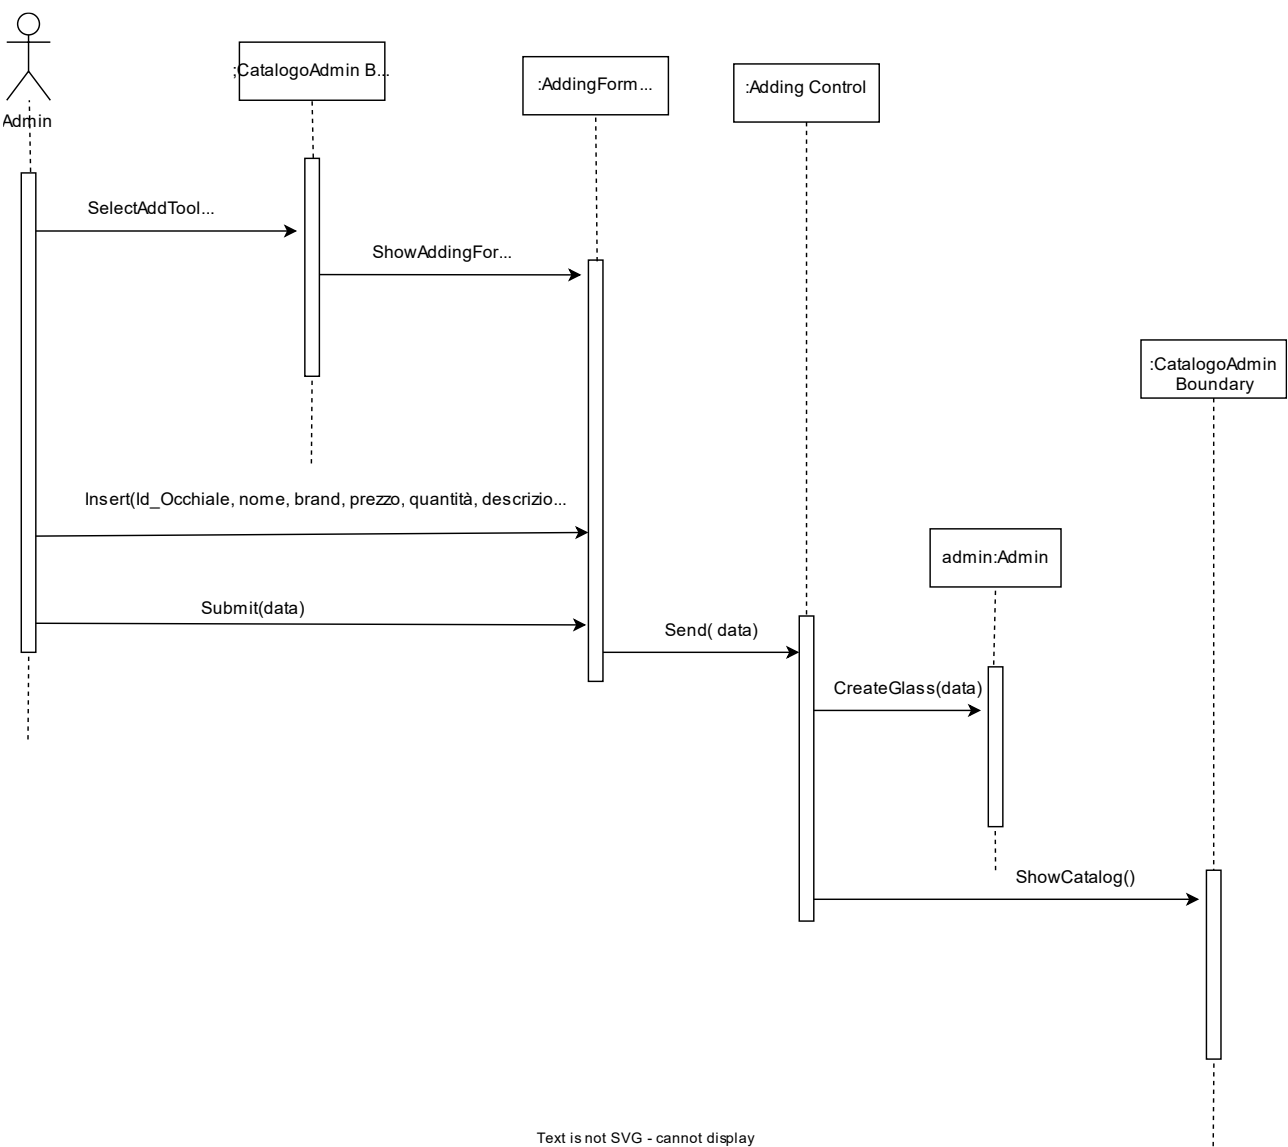 Admin
;CatalogoAdmin B...
:AddingForm...
:Adding Control
SelectAddTool...
ShowAddingFor...
:CatalogoAdmin
Boundary
Insert(Id_Occhiale, nome, brand, prezzo, quantità, descrizio...
admin:Admin
Submit(data)
Send( data)
CreateGlass(data)
ShowCatalog()
Text is not SVG - cannot display